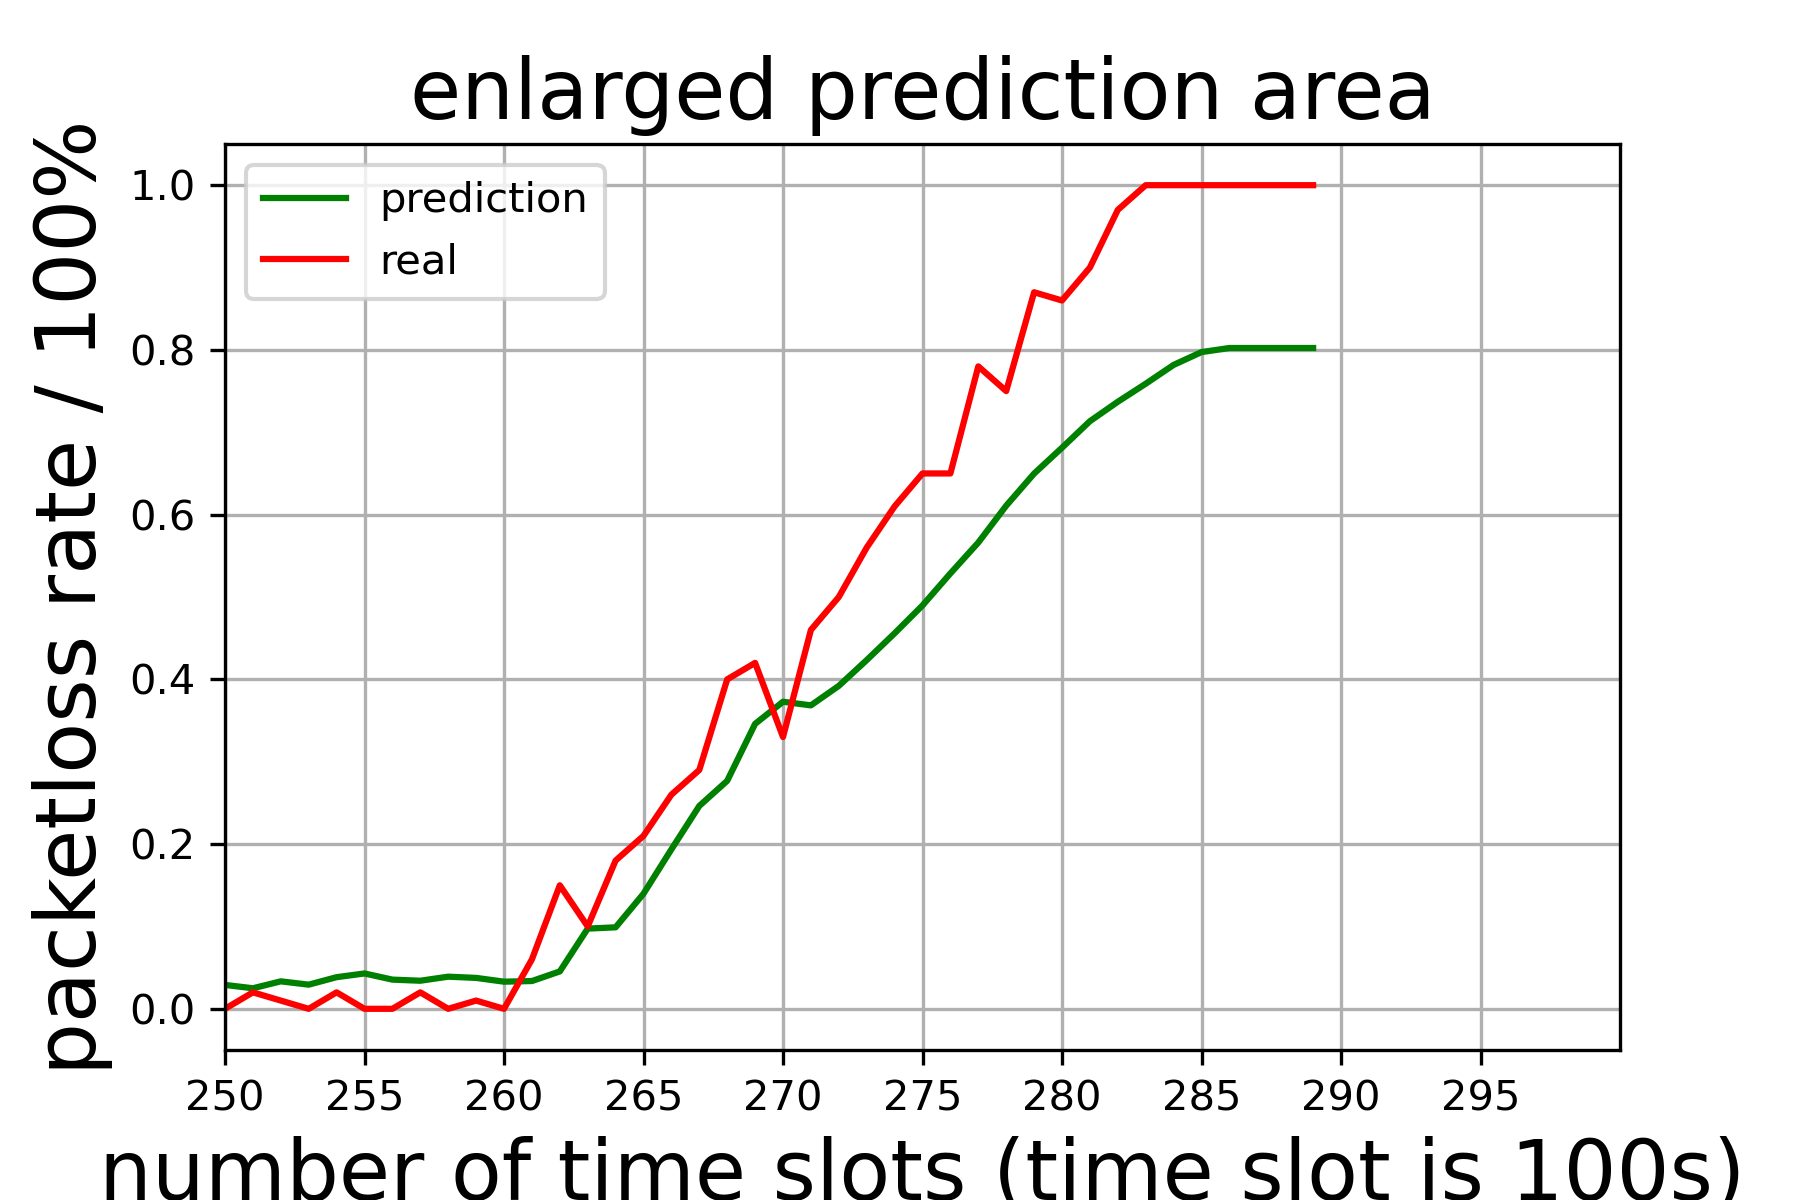 enlarged prediction area
packetloss rate / 100%
1.0
0.8
0.6
0.4
0.2
0.0
prediction
real
250 255 260 265 270 275 280 285 290 295
number of time slots (time slot is 100s)